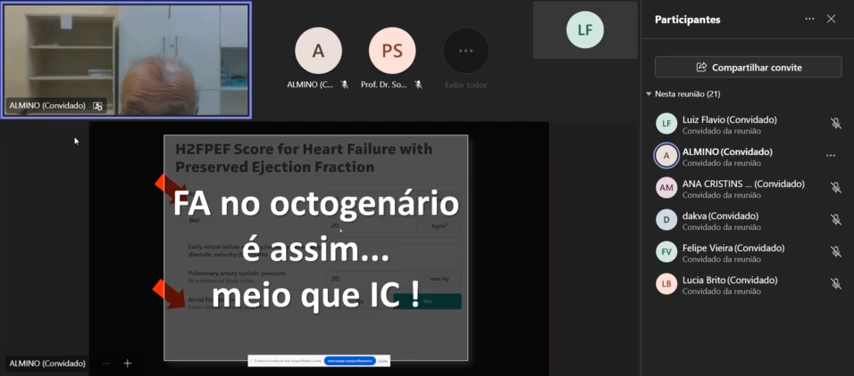 ALMINO (Convidado)
A
ALMINO (C...
PS
Prof. Dr. So...
Exibir todos
LF
H2FPEF Score for Heart Failure with
Preserved Ejection Fraction
FA no octogenário
é assim...
meio que IC !
BMI
20
kg/m²
Early mitral inflow
diastolic velocity
Pulmonary artery systolic pressure
20
mm Hg
Atrial
Yes
ALMINO (Convidado)
Participantes
Compartilhar convite
Nesta reunião (21)
LF
Luiz Flavio (Convidado)
Convidado da reunião
A
ALMINO (Convidado)
Convidado da reunião
AM
ANA CRISTINS ... (Convidado)
Convidado da reunião
D
dakva (Convidado)
Convidado da reunião
FV
Felipe Vieira (Convidado)
Convidado da reunião
LB
Lucia Brito (Convidado)
Convidado da reunião